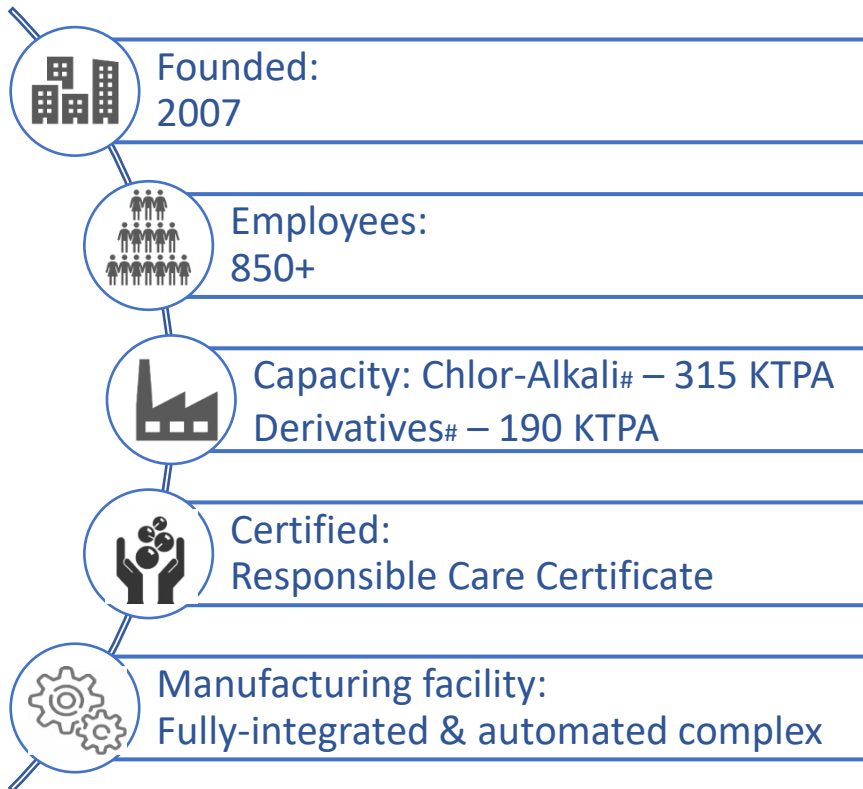 Founded:
2007
Employees:
850+
Capacity: Chlor-Alkali# – 315 KTPA
Derivatives# – 190 KTPA
Certified:
Responsible Care Certificate
Manufacturing facility:
Fully-integrated & automated complex